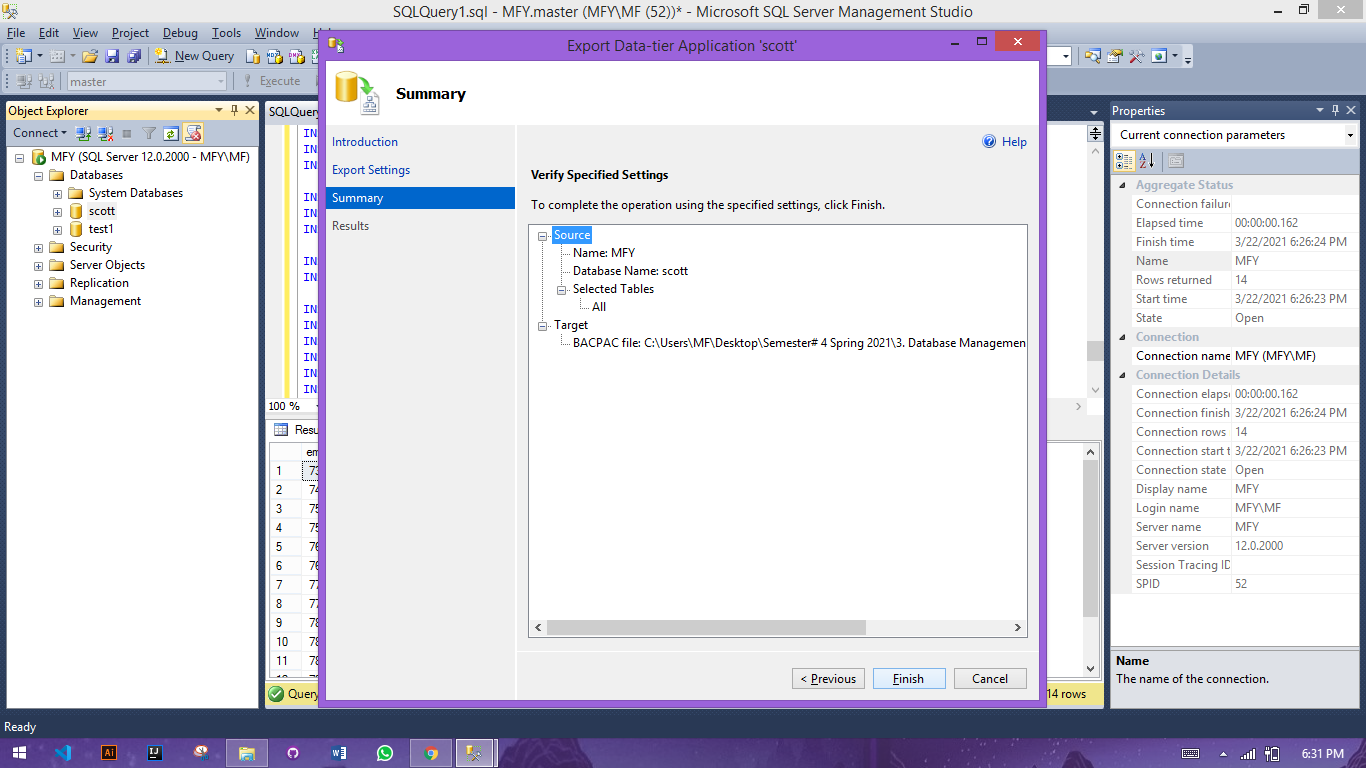 SQLQuery1.sql - MFY.master (MFY\MF (52))* - Microsoft SQL Server Management Studio
File Edit View Project Debug Tools Window
New Query
master
Execute
Object Explorer
Connect
MFY (SQL Server 12.0.2000 - MFY\MF)
Databases
System Databases
scott
test1
Security
Server Objects
Replication
Management
SQLQuery
IN
IN
IN
IN
IN
IN
IN
IN
IN
IN
IN
IN
IN
IN
100 %
Resu
em
1 73
2 74
3 75
4 75
5 76
6 76
7 77
8 77
9 78
10 78
11 78
Query
14 rows
Export Data-tier Application 'scott'
Summary
Introduction
Export Settings
Summary
Results
Help
Verify Specified Settings
To complete the operation using the specified settings, click Finish.
Source
Name: MFY
Database Name: scott
Selected Tables
All
Target
BACPAC file: C:\Users\MF\Desktop\Semester# 4 Spring 2021\3. Database Managemen
< Previous Finish Cancel
Properties
Current connection parameters
Aggregate Status
Connection failure
Elapsed time 00:00:00.162
Finish time 3/22/2021 6:26:24 PM
Name MFY
Rows returned 14
Start time 3/22/2021 6:26:23 PM
State Open
Connection
Connection name MFY (MFY\MF)
Connection Details
Connection elapse 00:00:00.162
Connection finish 3/22/2021 6:26:24 PM
Connection rows 14
Connection start t 3/22/2021 6:26:23 PM
Connection state Open
Display name MFY
Login name MFY\MF
Server name MFY
Server version 12.0.2000
Session Tracing ID
SPID 52
Name
The name of the connection.
Ready
6:31 PM